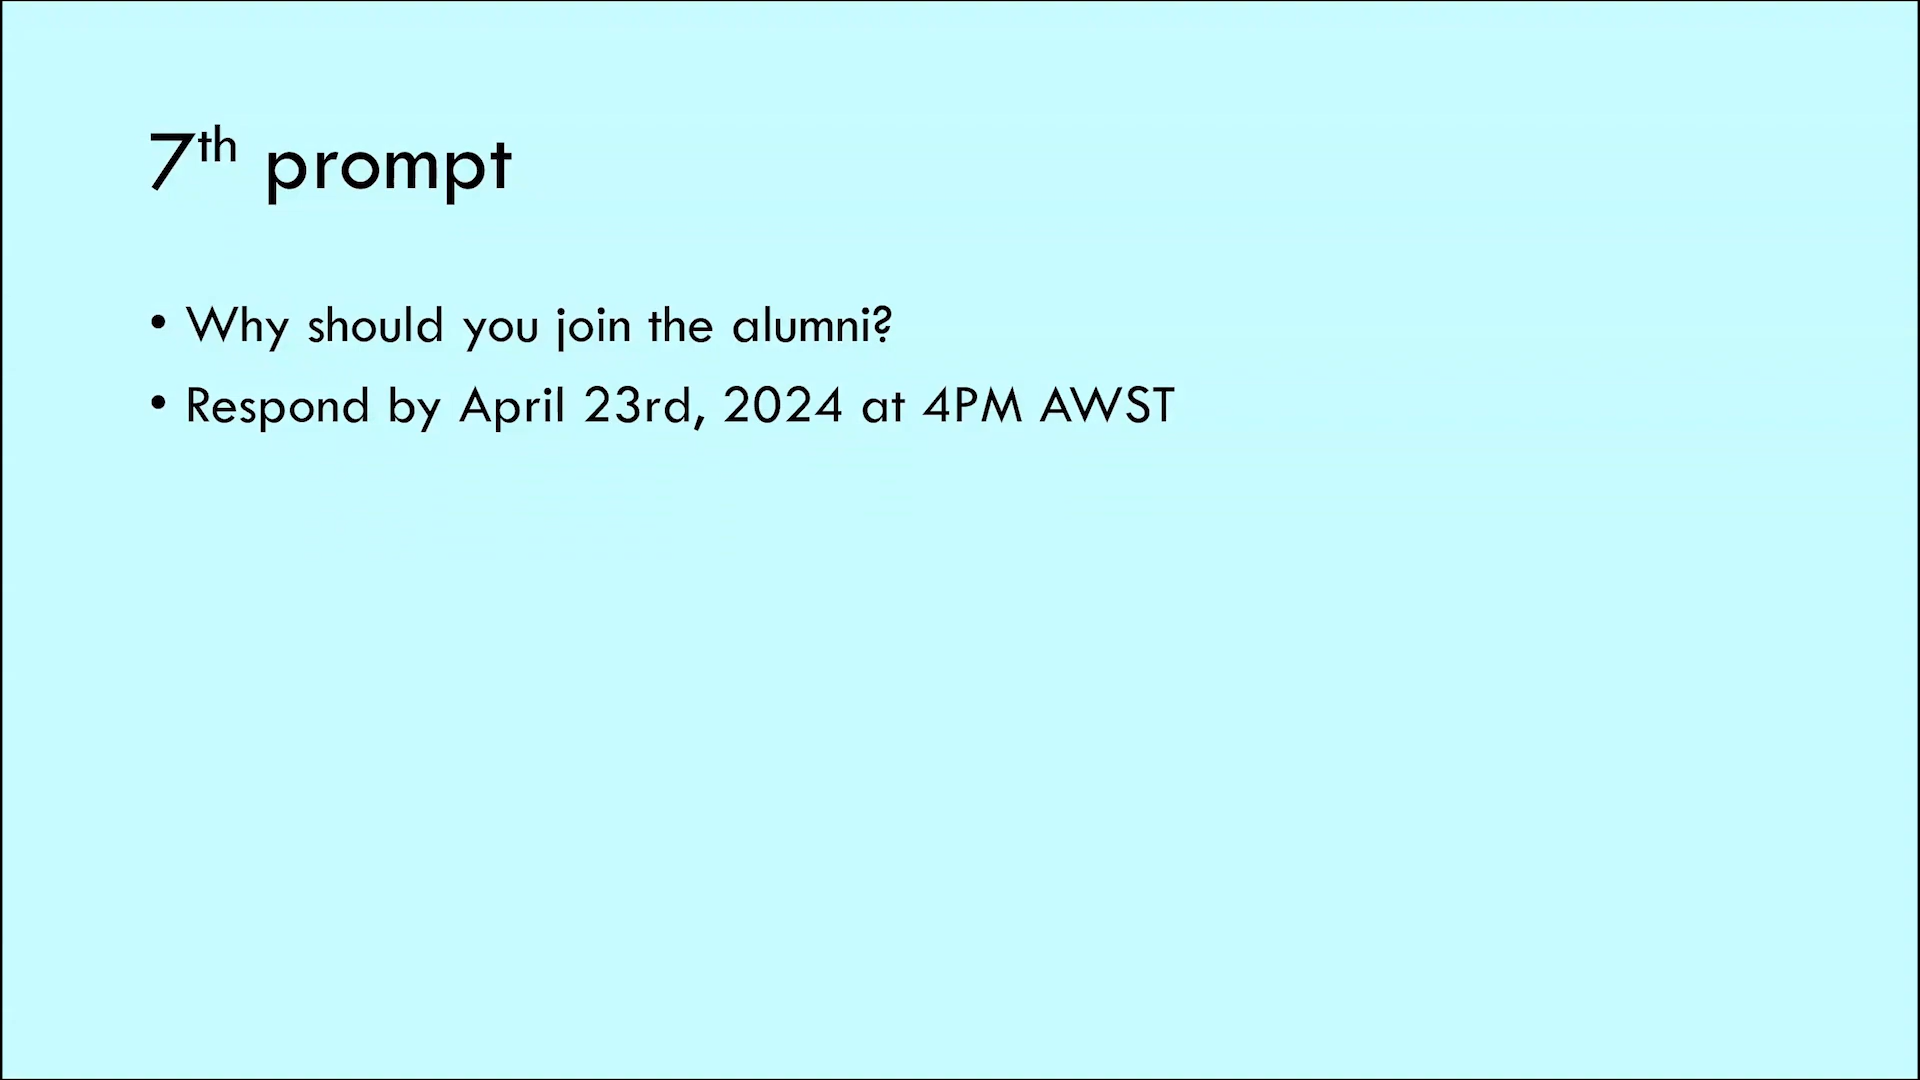 7th prompt
• Why should you join the alumni?
• Respond by April 23rd, 2024 at 4PM AWST